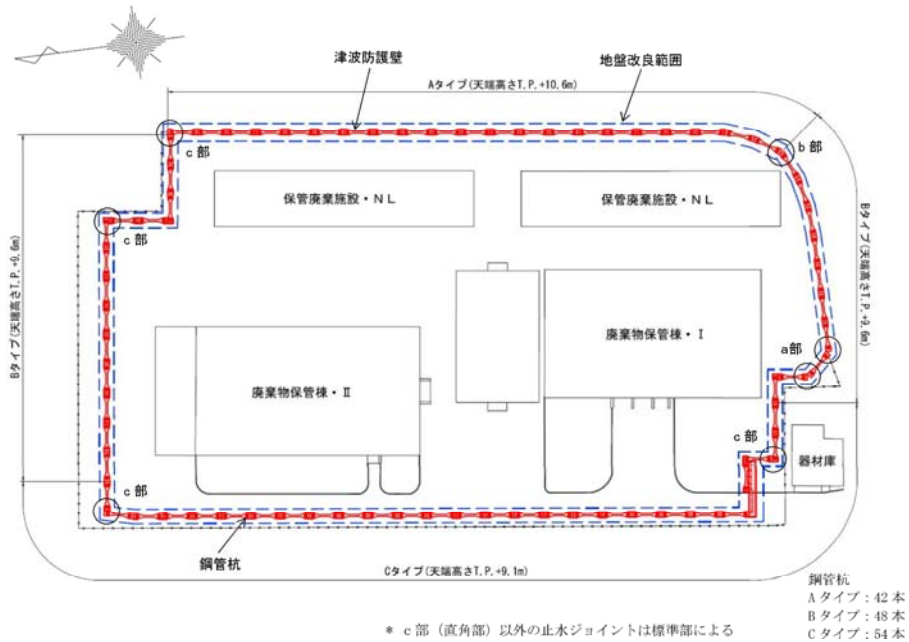 津波防護壁
地盤改良範囲
Aタイプ(天端高さT.P.+10.6m)
b部
c部
保管廃棄施設・NL
保管廃棄施設・NL
c部
Bタイプ(天端高さT.P.+9.6m)
Bタイプ(天端高さT.P.+9.6m)
廃棄物保管棟・Ⅰ
a部
廃棄物保管棟・Ⅱ
c部
器材庫
c部
鋼管杭
Cタイプ(天端高さT.P.+9.1m)
鋼管杭
Aタイプ：42本
Bタイプ：48本
Cタイプ：54本
* c部（直角部）以外の止水ジョイントは標準部による